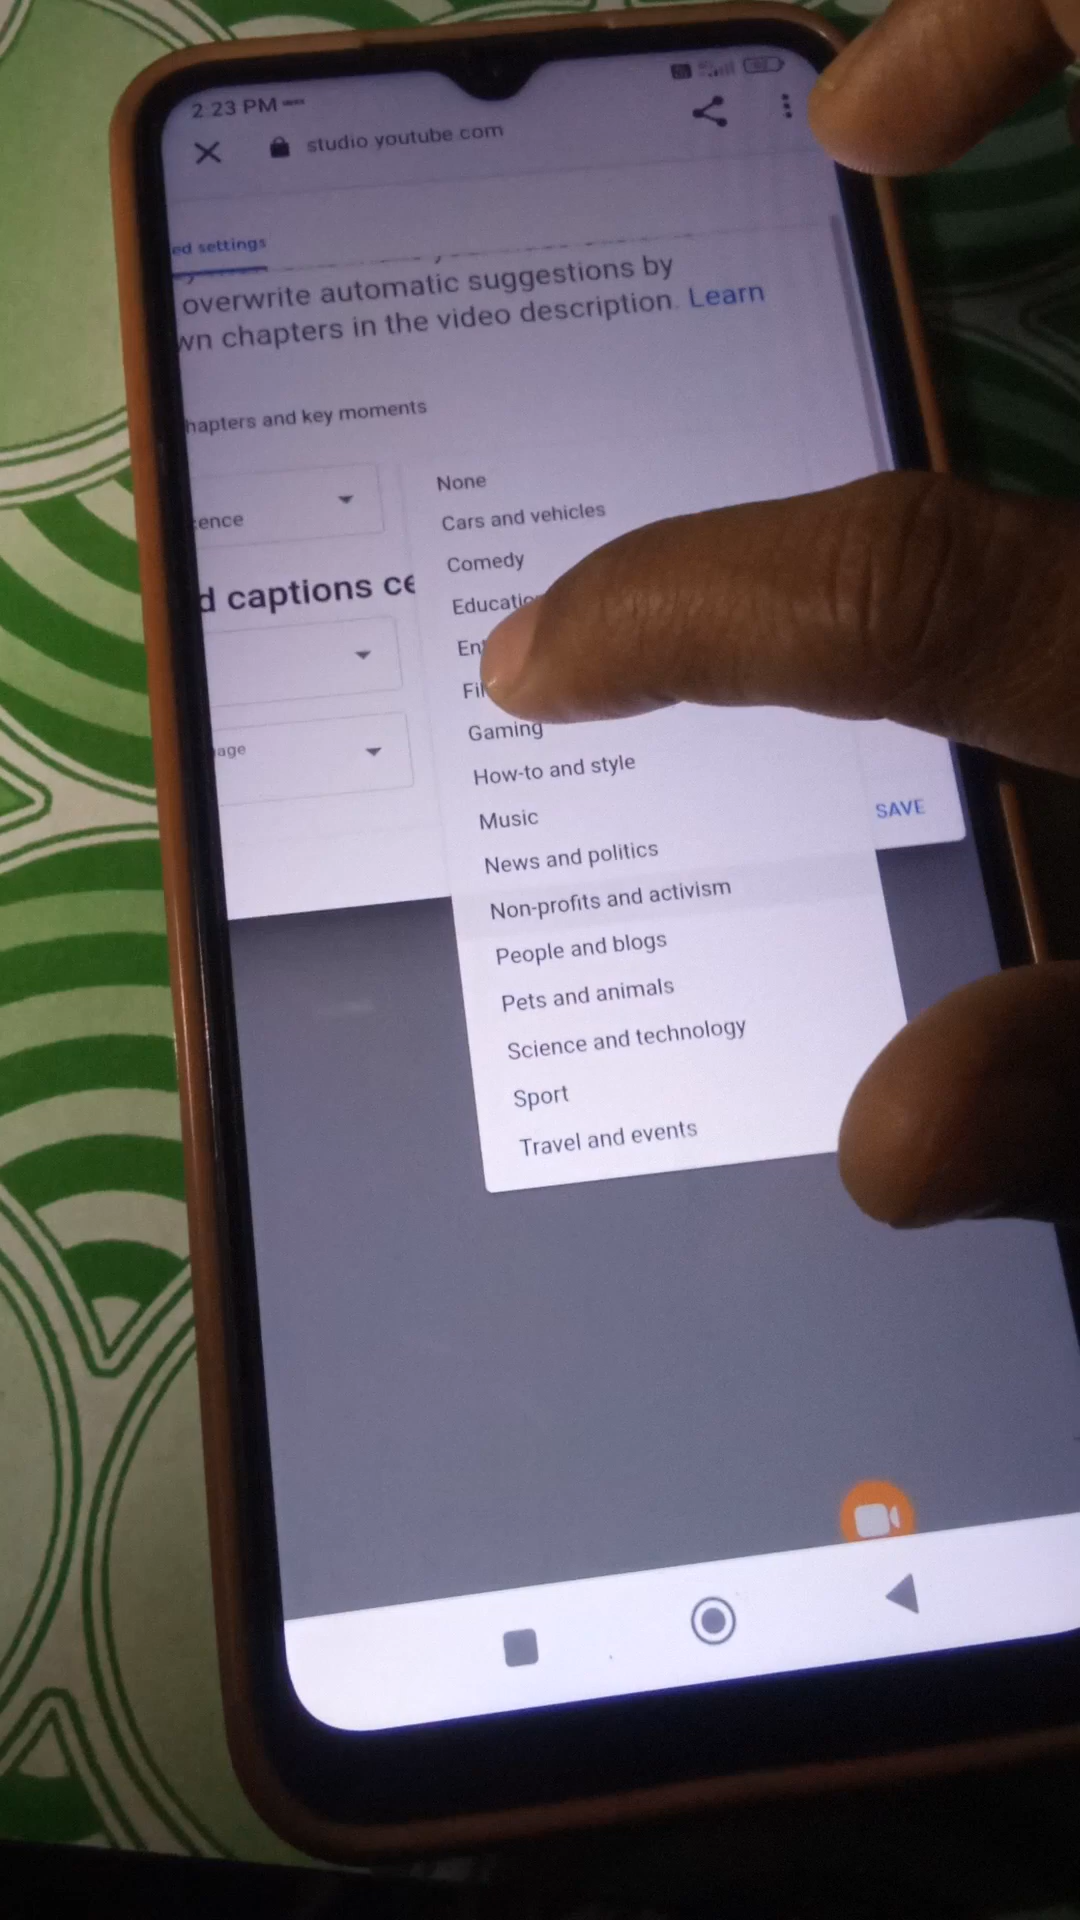 2:23 PM
studio.youtube.com
ed settings
overwrite automatic suggestions by
wn chapters in the video description. Learn
hapters and key moments
None
Cars and vehicles
ence
Comedy
d captions ce
Educatio
En
Fil
Gaming
age
How-to and style
Music
SAVE
News and politics
Non-profits and activism
People and blogs
Pets and animals
Science and technology
Sport
Travel and events